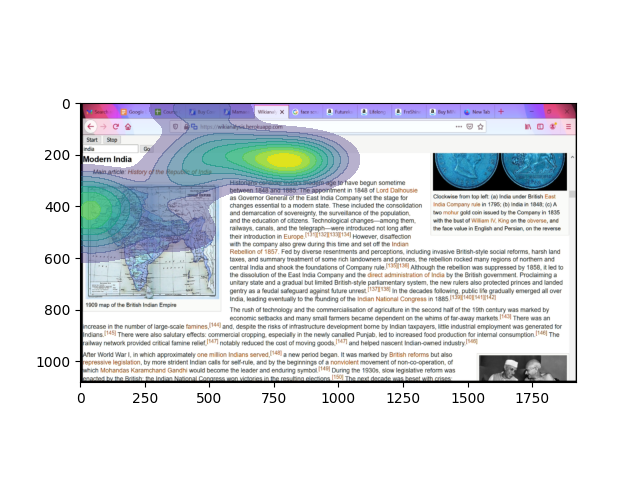 0
200
400
600
800
1000
0
250
500
750
1000
1250
1500
1750
Start Stop
india Go
Modern India
Main article: History of the Republic of India
1909 map of the British Indian Empire
Historians consider India's modern age to have begun sometime
between 1848 and 1885. The appointment in 1848 of Lord Dalhousie
as Governor General of the East India Company set the stage for
changes essential to a modern state. These included the consolidation
and demarcation of sovereignty, the surveillance of the population,
and the education of citizens. Technological changes—among them,
railways, canals, and the telegraph—were introduced not long after
their introduction in Europe.[131][132][133][134] However, disaffection
with the company also grew during this time and set off the Indian
Rebellion of 1857. Fed by diverse resentments and perceptions, including invasive British-style social reforms, harsh land
taxes, and summary treatment of some rich landowners and princes, the rebellion rocked many regions of northern and
central India and shook the foundations of Company rule.[135][136] Although the rebellion was suppressed by 1858, it led to
the dissolution of the East India Company and the direct administration of India by the British government. Proclaiming a
unitary state and a gradual but limited British-style parliamentary system, the new rulers also protected princes and landed
gentry as a feudal safeguard against future unrest.[137][138] In the decades following, public life gradually emerged all over
India, leading eventually to the founding of the Indian National Congress in 1885.[139][140][141][142]
Clockwise from top left: (a) India under British East
India Company rule in 1795; (b) India in 1848; (c) A
two mohur gold coin issued by the Company in 1835
with the bust of William IV, King on the obverse, and
the face value in English and Persian, on the reverse
The rush of technology and the commercialisation of agriculture in the second half of the 19th century was marked by
economic setbacks and many small farmers became dependent on the whims of far-away markets.[143] There was an
increase in the number of large-scale famines,[144] and, despite the risks of infrastructure development borne by Indian taxpayers, little industrial employment was generated for
Indians.[145] There were also salutary effects: commercial cropping, especially in the newly canalled Punjab, led to increased food production for internal consumption.[146] The
railway network provided critical famine relief,[147] notably reduced the cost of moving goods,[147] and helped nascent Indian-owned industry.[146]
After World War I, in which approximately one million Indians served,[148] a new period began. It was marked by British reforms but also
repressive legislation, by more strident Indian calls for self-rule, and by the beginnings of a nonviolent movement of non-co-operation, of
which Mohandas Karamchand Gandhi would become the leader and enduring symbol.[149] During the 1930s, slow legislative reform was
enacted by the British; the Indian National Congress won victories in the resulting elections.[150] The next decade was beset with crises: